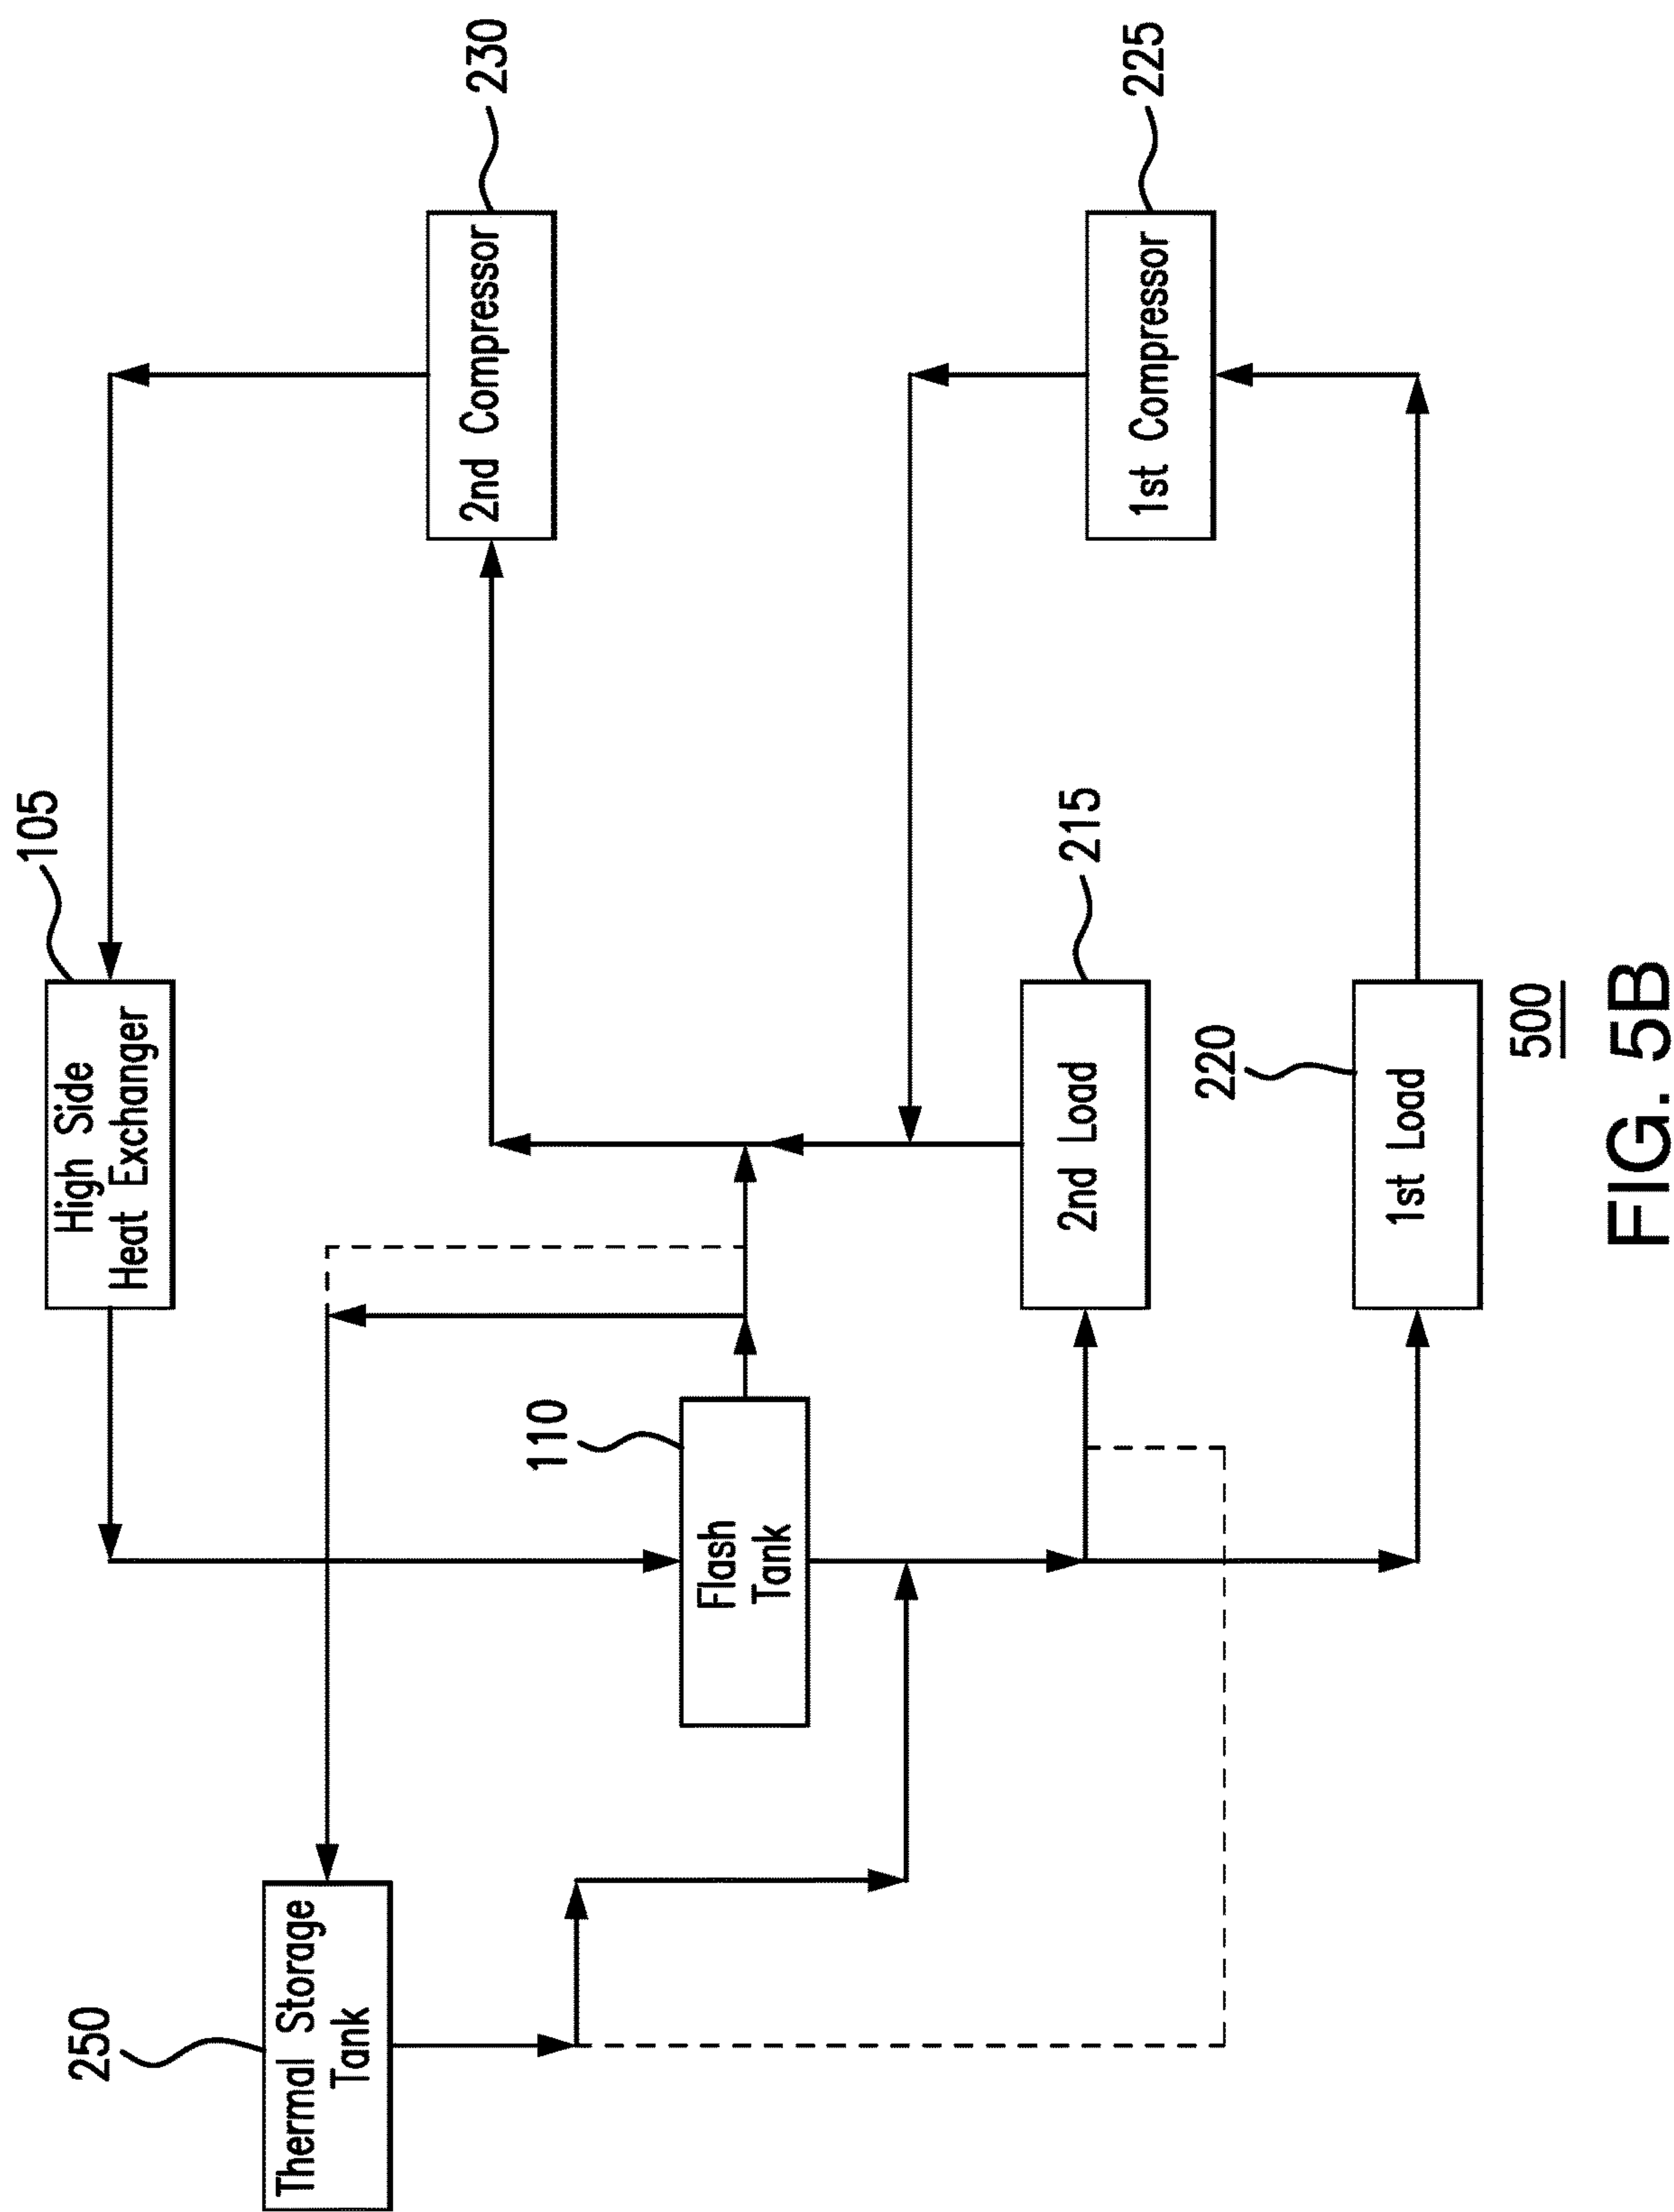 105
High Side
Heat Exchanger
230
2nd Compressor
250
Thermal Storage
Tank
110
Flash
Tank
215
2nd Load
225
1st Compressor
220
1st Load
500
FIG. 5B